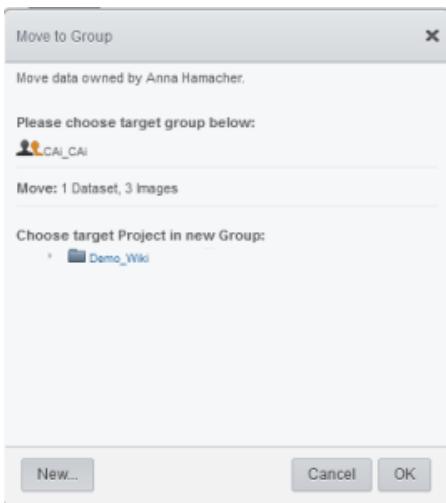 Move to Group
Move data owned by Anna Hamacher.
Please choose target group below:
CAi_CAi
Move: 1 Dataset, 3 Images
Choose target Project in new Group:
Demo_Wiki
New...
Cancel OK